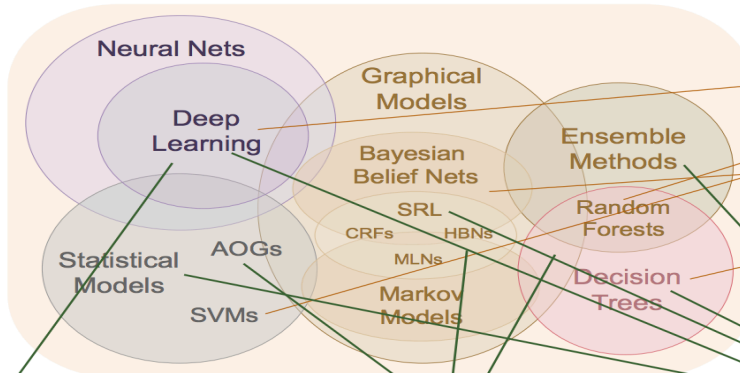 Neural Nets
Deep
Learning
Graphical
Models
Bayesian
Belief Nets
SRL
CRFs
HBNs
MLNs
Markov
Models
Ensemble
Methods
Random
Forests
Decision
Trees
AOGs
Statistical
Models
SVMs